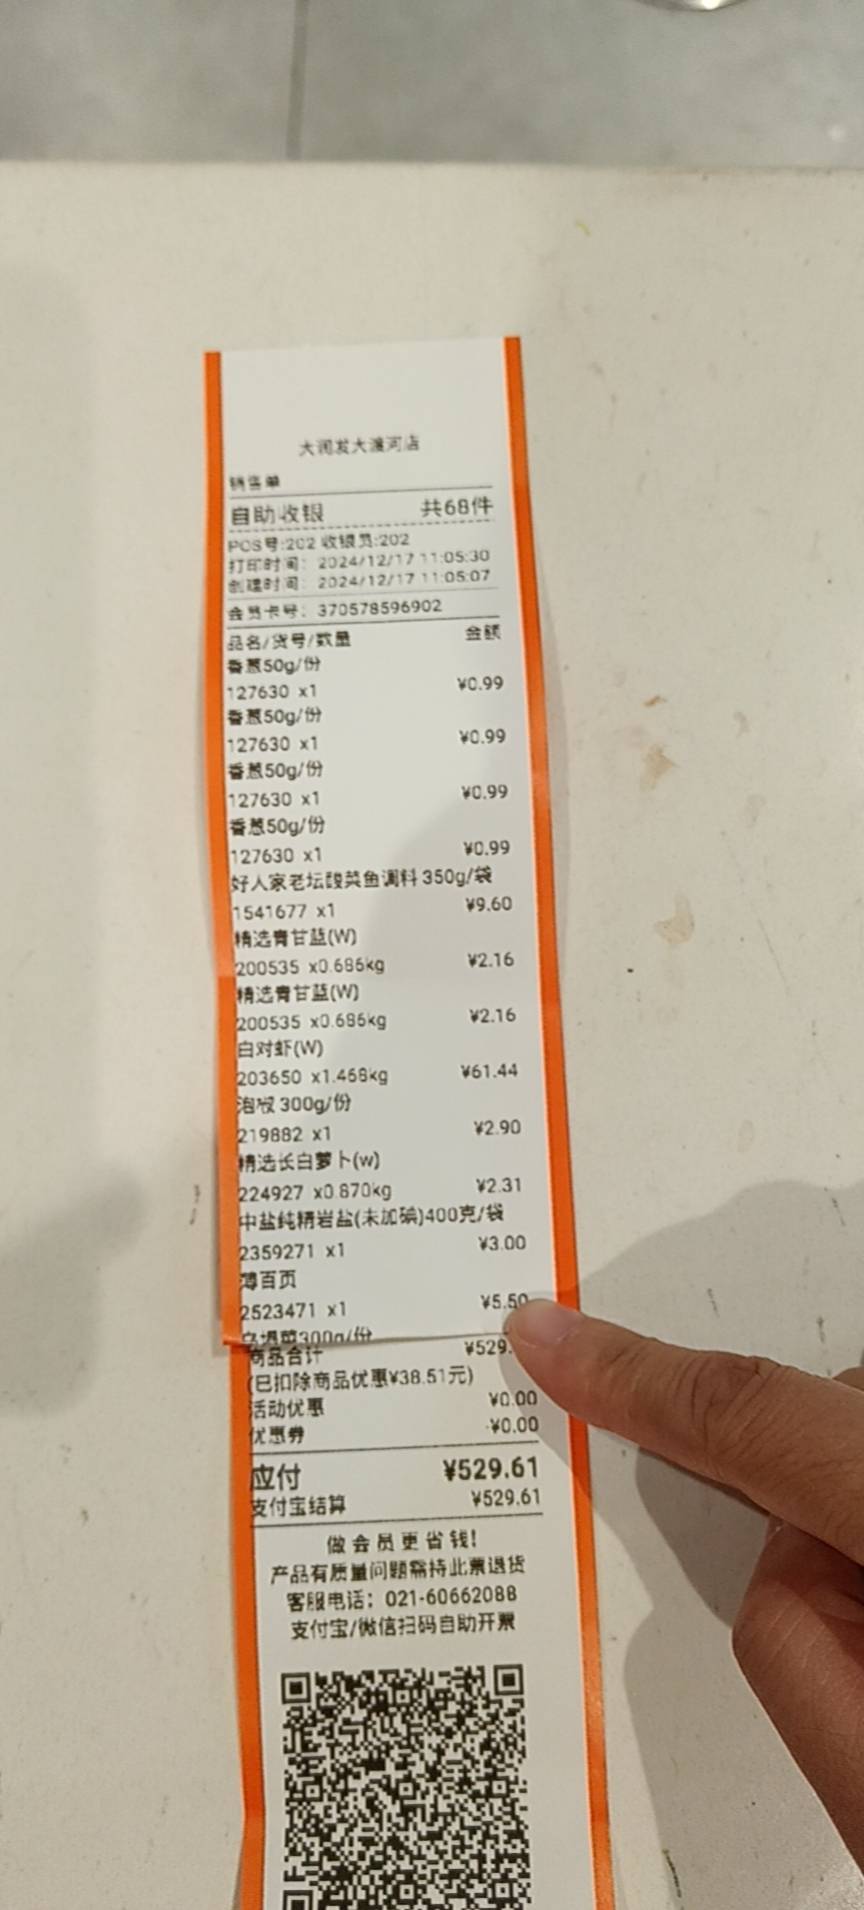 大润发大渡河店
销售单
自助收银 共68件
POS号:202 收银员:202
打印时间: 2024/12/17 11:05:30
创建时间: 2024/12/17 11:05:07
会员卡号: 370578596902
品名/货号/数量 金额
香葱50g/份
127630 x1 ¥0.99
香葱50g/份
127630 x1 ¥0.99
香葱50g/份
127630 x1 ¥0.99
香葱50g/份
127630 x1 ¥0.99
好人家老坛酸菜鱼调料 350g/袋
1541677 x1 ¥9.60
精选青甘蓝(W)
200535 x0.686kg ¥2.16
精选青甘蓝(W)
200535 x0.686kg ¥2.16
白对虾(W)
203650 x1.468kg ¥61.44
泡椒 300g/份
219882 x1 ¥2.90
精选长白萝卜(w)
224927 x0.870kg ¥2.31
中盐纯精岩盐(未加碘)400克/袋
2359271 x1 ¥3.00
薄百页
2523471 x1 ¥5.50
乌塌菜300g/份
商品合计 ¥529.
(已扣除商品优惠¥38.51元)
活动优惠 ¥0.00
优惠券 -¥0.00
应付 ¥529.61
支付宝结算 ¥529.61
做会员更省钱!
产品有质量问题需持此票退货
客服电话: 021-60662088
支付宝/微信扫码自助开票